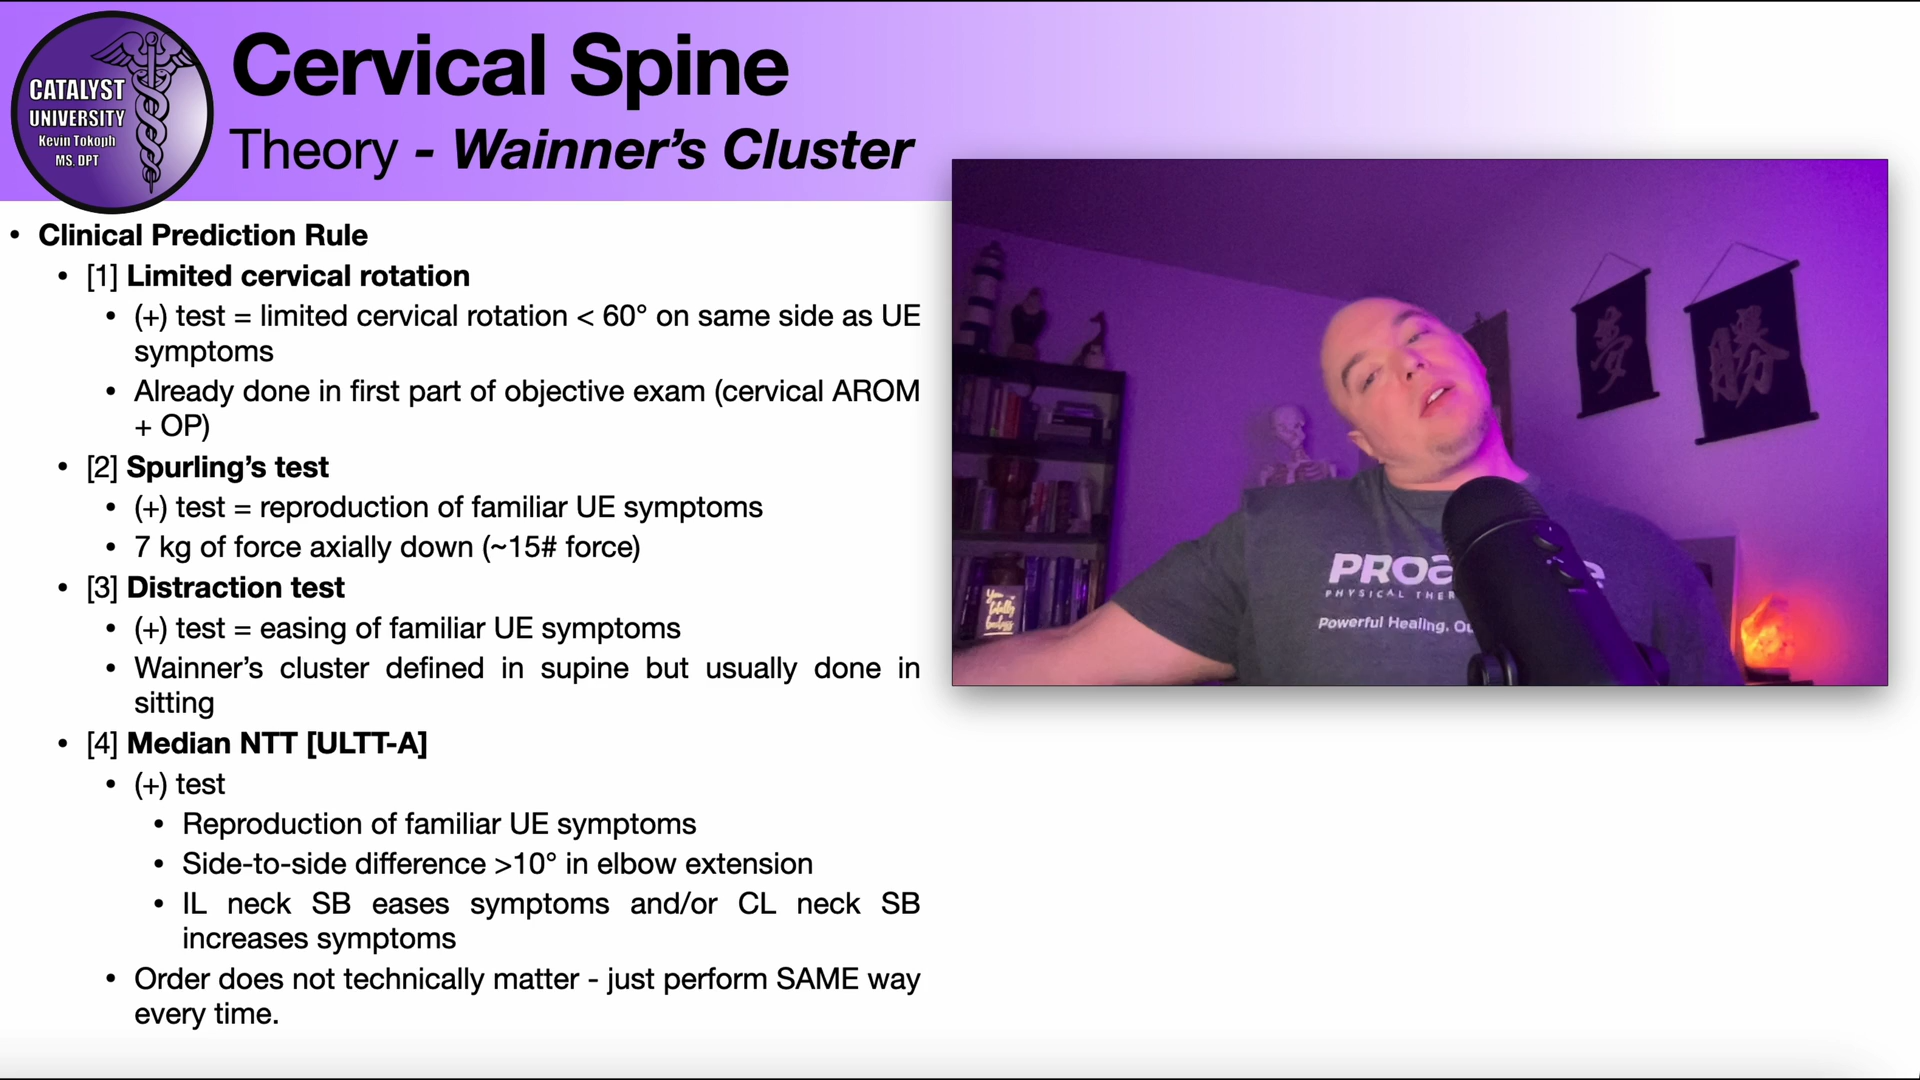 CATALYST
UNIVERSITY
Kevin Tokoph
MS, DPT
Cervical Spine
Theory - Wainner's Cluster
• Clinical Prediction Rule
• [1] Limited cervical rotation
• (+) test = limited cervical rotation < 60° on same side as UE
symptoms
• Already done in first part of objective exam (cervical AROM
+ OP)
• [2] Spurling's test
• (+) test = reproduction of familiar UE symptoms
• 7 kg of force axially down (~15# force)
• [3] Distraction test
• (+) test = easing of familiar UE symptoms
• Wainner's cluster defined in supine but usually done in
sitting
• [4] Median NTT [ULTT-A]
• (+) test
• Reproduction of familiar UE symptoms
• Side-to-side difference >10° in elbow extension
• IL neck SB eases symptoms and/or CL neck SB
increases symptoms
• Order does not technically matter - just perform SAME way
every time.
夢
勝
PHYSICAL
Powerful Healing.
You
totally